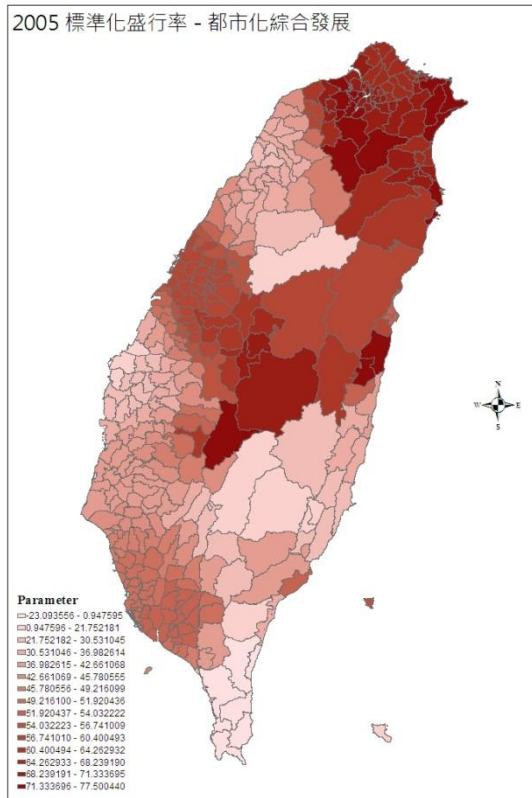 2005 標準化盛行率 - 都市化綜合發展
N
W E
S
Parameter
-23.093556 - 0.947595
0.947596 - 21.752181
21.752182 - 30.531045
30.531046 - 36.982614
36.982615 - 42.661068
42.661069 - 45.780555
45.780556 - 49.216099
49.216100 - 51.920436
51.920437 - 54.032222
54.032223 - 56.741009
56.741010 - 60.400493
60.400494 - 64.262932
64.262933 - 68.239190
68.239191 - 71.333695
71.333696 - 77.500440